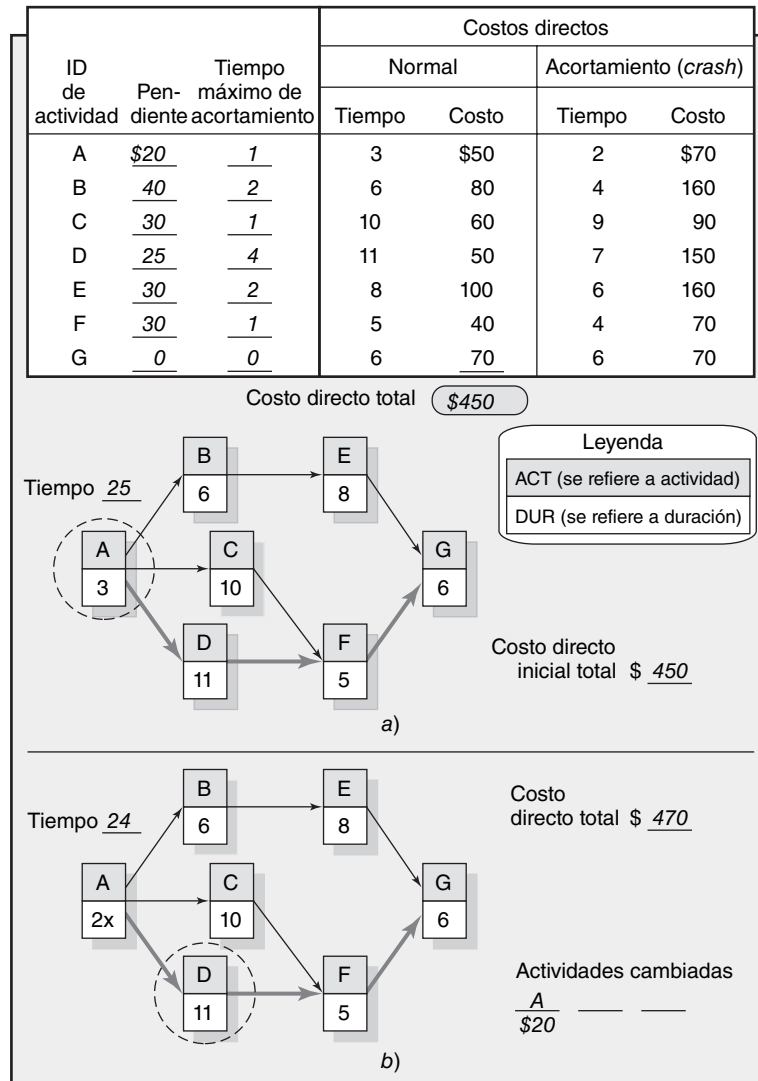 Costos directos
ID de actividad Pen-diente Tiempo máximo de acortamiento Normal Acortamiento (crash)
Tiempo Costo Tiempo Costo
A $20 1 3 $50 2 $70
B 40 2 6 80 4 160
C 30 1 10 60 9 90
D 25 4 11 50 7 150
E 30 2 8 100 6 160
F 30 1 5 40 4 70
G 0 0 6 70 6 70
Costo directo total $450
Leyenda
ACT (se refiere a actividad)
DUR (se refiere a duración)
Tiempo 25
B E
6 8
A C G
3 10 6
D F
11 5
Costo directo
inicial total $ 450
a)
Tiempo 24
B E
6 8
Costo
directo total $ 470
A C G
2x 10 6
D F
11 5
Actividades cambiadas
A
$20
b)